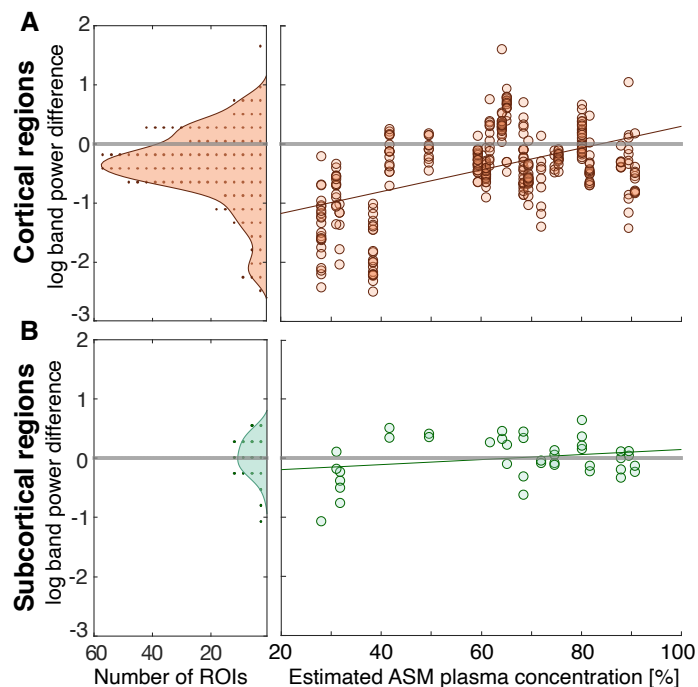 A
Cortical regions
log band power difference
2
1
0
-1
-2
-3
B
Subcortical regions
log band power difference
2
1
0
-1
-2
-3
60 40 20
20 40 60 80 100
Number of ROIs
Estimated ASM plasma concentration [%]